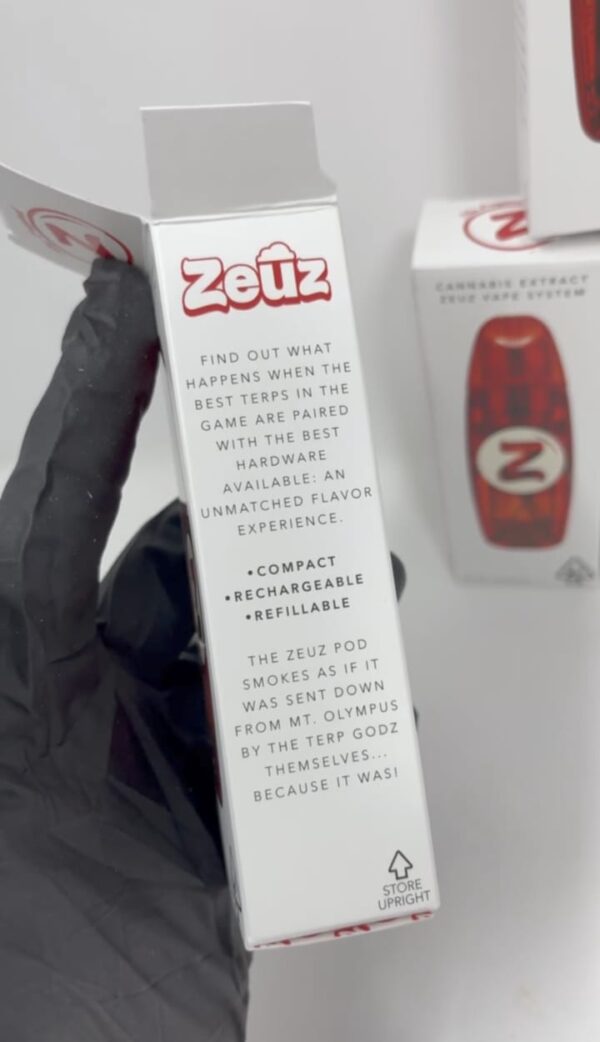 Zeuz
FIND OUT WHAT
HAPPENS WHEN THE
BEST TERPS IN THE
GAME ARE PAIRED
WITH THE BEST
HARDWARE
AVAILABLE: AN
UNMATCHED FLAVOR
EXPERIENCE.
•COMPACT
•RECHARGEABLE
•REFILLABLE
THE ZEUZ POD
SMOKES AS IF IT
WAS SENT DOWN
FROM MT. OLYMPUS
BY THE TERP GODZ
THEMSELVES...
BECAUSE IT WAS!
STORE
UPRIGHT
Z
Z
CANNABIS EXTRACT
ZEUZ VAPE SYSTEM
Z